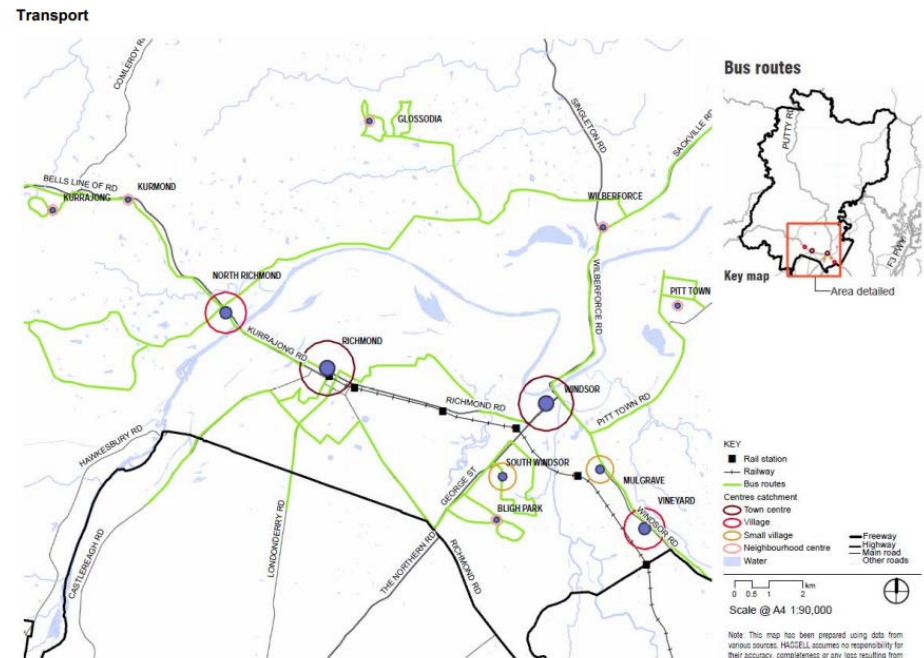 Transport
COMLEROY RD
GLOSSODIA
SINGLETON RD
SACKVILLE RD
BELLS LINE OF RD
KURMOND
KURRAJONG
WILBERFORCE
NORTH RICHMOND
WILBERFORCE RD
PITT TOWN
KURRAJONG RD
RICHMOND
RICHMOND RD
WINDSOR
PITT TOWN RD
HAWKESBURY RD
SOUTH WINDSOR
GEORGE ST
MULGRAVE
BLIGH PARK
VINEYARD
WINDSOR RD
CASTLEREAGH RD
LONDONDERRY RD
THE NORTHERN RD
RICHMOND RD
Bus routes
PUTTY RD
F3 FWY
Key map
Area detailed
KEY
Rail station
Railway
Bus routes
Centres catchment
Town centre
Village
Small village
Neighbourhood centre
Water
Freeway
Highway
Main road
Other roads
0 0.5 1 2 km
Scale @ A4 1:90,000
Note: This map has been prepared using data from
various sources. HASSELL assumes no responsibility for
their accuracy, completeness or any loss resulting from